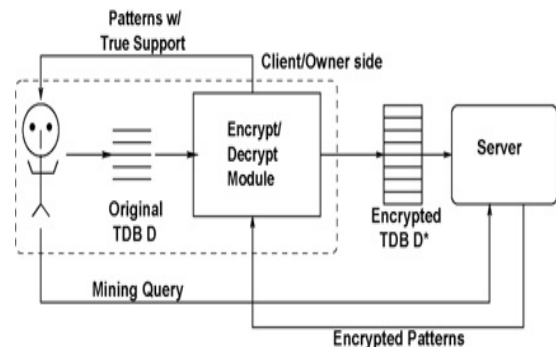 Patterns w/
True Support
Client/Owner side
Encrypt/
Decrypt
Module
Server
Original
TDB D
Encrypted
TDB D*
Mining Query
Encrypted Patterns